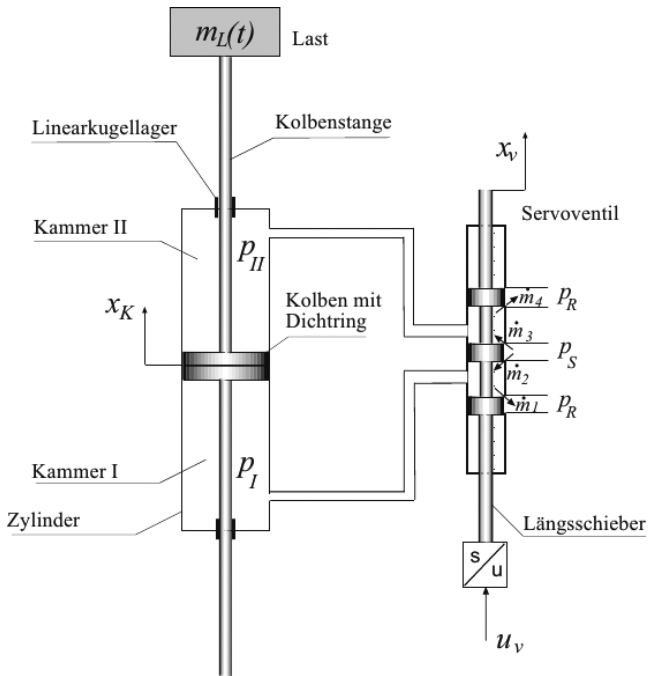 m_L(t)
Last
Linearkugellager
Kolbenstange
x_v
Servoventil
Kammer II
p_II
x_K
Kolben mit
Dichtring
ṁ_4
p_R
ṁ_3
p_S
ṁ_2
ṁ_1
p_R
Kammer I
p_I
Zylinder
Längsschieber
s
u
u_v